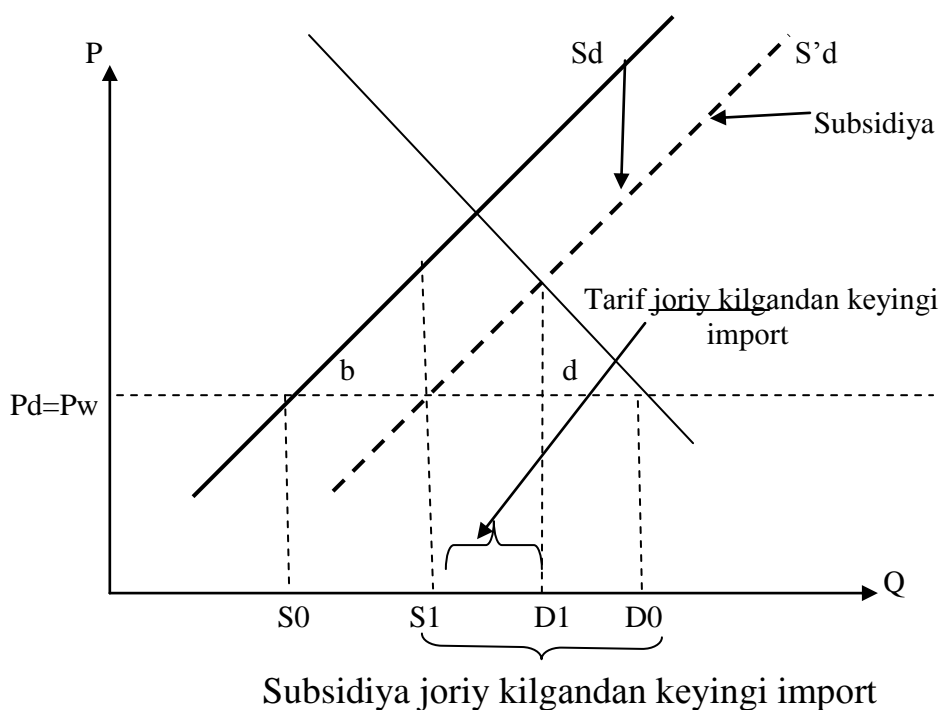 P
Sd
S’d
Subsidiya
Tarif joriy kilgandan keyingi
import
b
d
Pd=Pw
Q
S0
S1
D1
D0
Subsidiya joriy kilgandan keyingi import